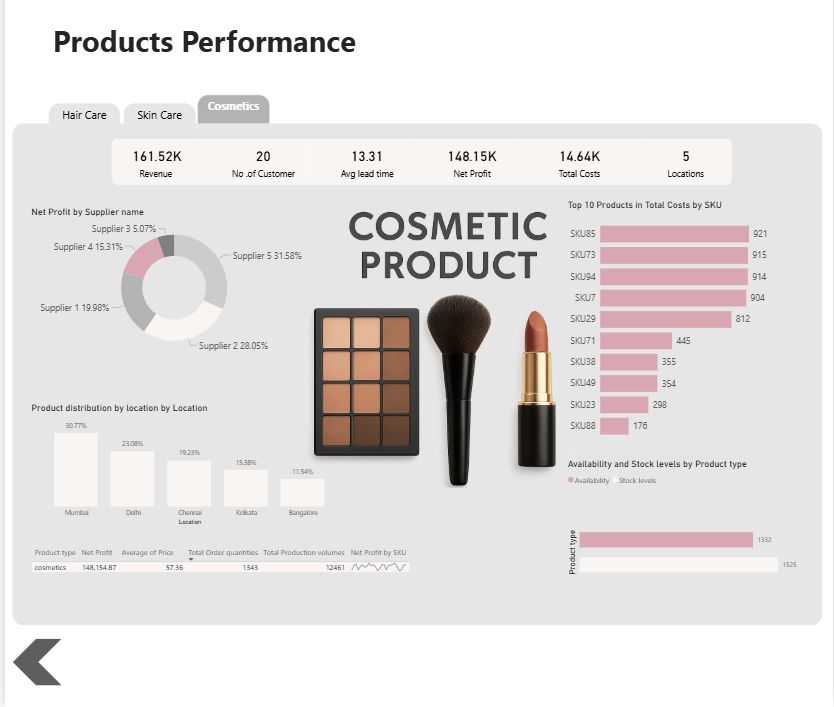 Products Performance
Hair Care
Skin Care
Cosmetics
161.52K
Revenue
20
No .of Customer
13.31
Avg lead time
148.15K
Net Profit
14.64K
Total Costs
5
Locations
Net Profit by Supplier name
Supplier 3 5.07%
Supplier 4 15.31%
Supplier 5 31.58%
Supplier 1 19.98%
Supplier 2 28.05%
COSMETIC
PRODUCT
Top 10 Products in Total Costs by SKU
SKU85 921
SKU73 915
SKU94 914
SKU7 904
SKU29 812
SKU71 445
SKU38 355
SKU49 354
SKU23 298
SKU88 176
Product distribution by location by Location
30.77%
23.08%
19.23%
15.38%
11.54%
Mumbai Delhi Chennai Kolkata Bangalore
Location
Availability and Stock levels by Product type
Availability Stock levels
Product type
1332
1525
Product type Net Profit Average of Price Total Order quantities Total Production volumes Net Profit by SKU
cosmetics 148,154.87 57.36 1343 12461